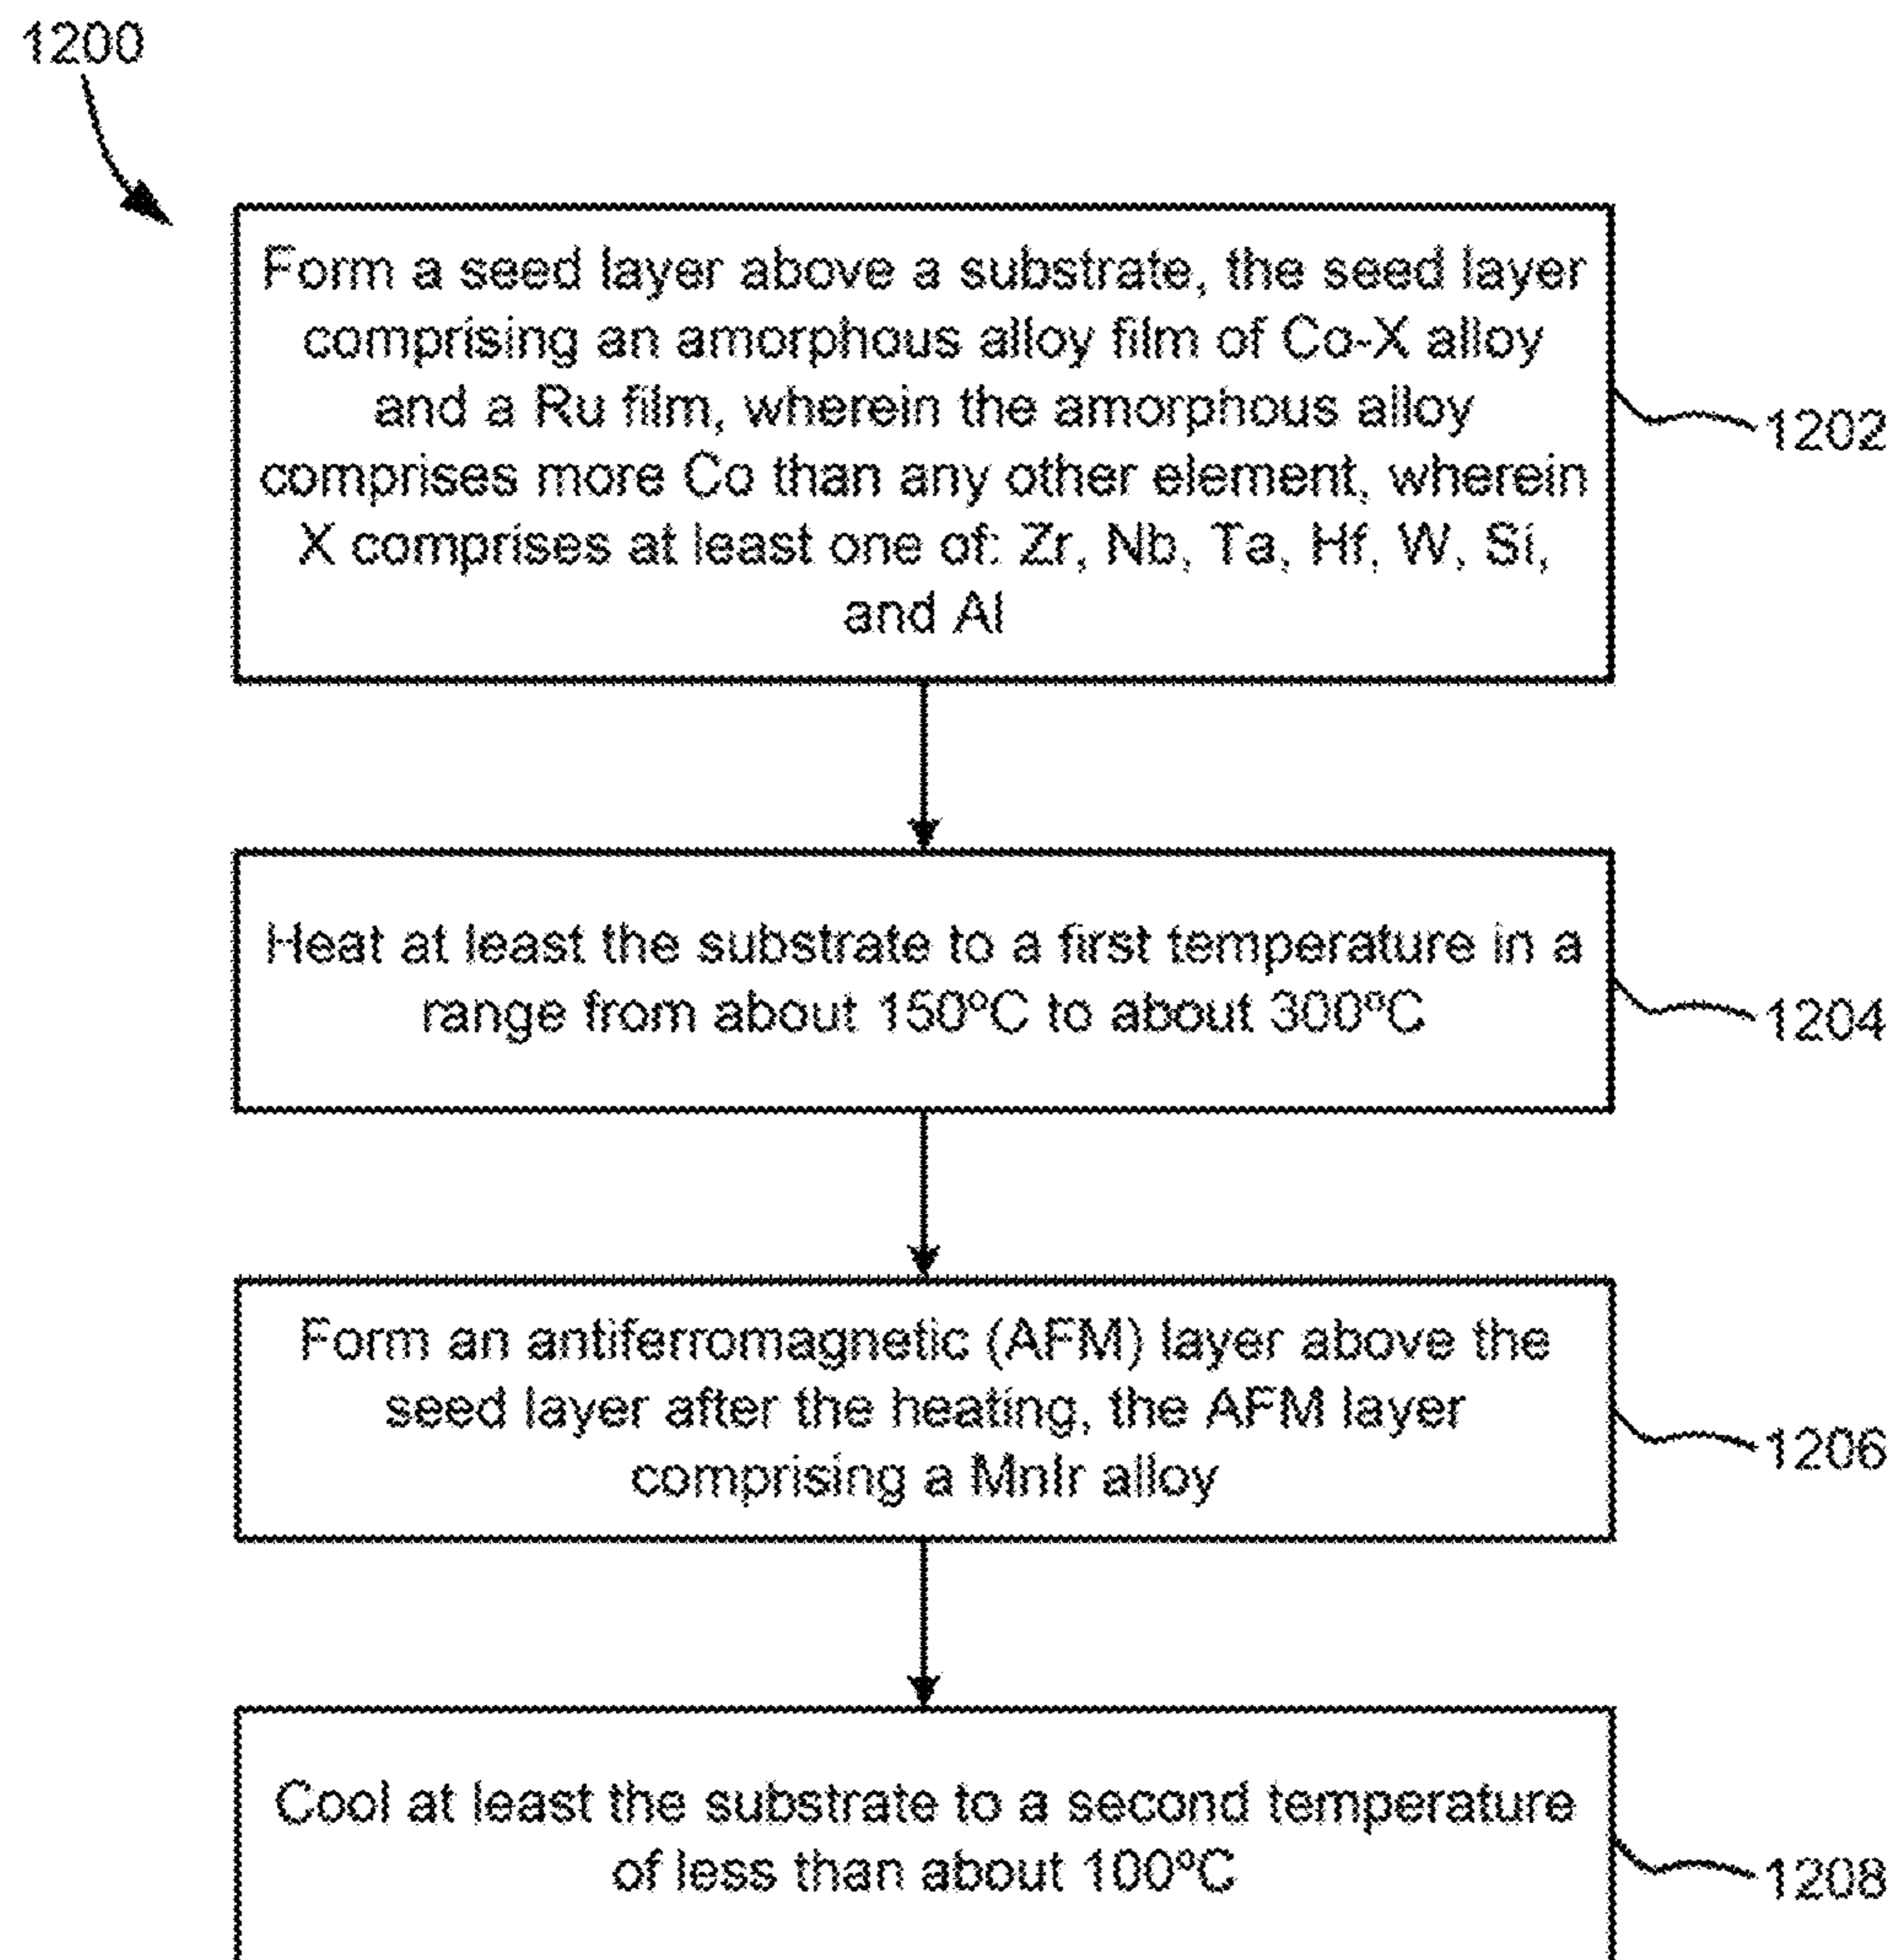 1200
Form a seed layer above a substrate, the seed layer
comprising an amorphous alloy film of Co-X alloy
and a Ru film, wherein the amorphous alloy
comprises more Co than any other element, wherein
X comprises at least one of: Zr, Nb, Ta, Hf, W, Si,
and Al
1202
Heat at least the substrate to a first temperature in a
range from about 150ºC to about 300ºC
1204
Form an antiferromagnetic (AFM) layer above the
seed layer after the heating, the AFM layer
comprising a MnIr alloy
1206
Cool at least the substrate to a second temperature
of less than about 100ºC
1208